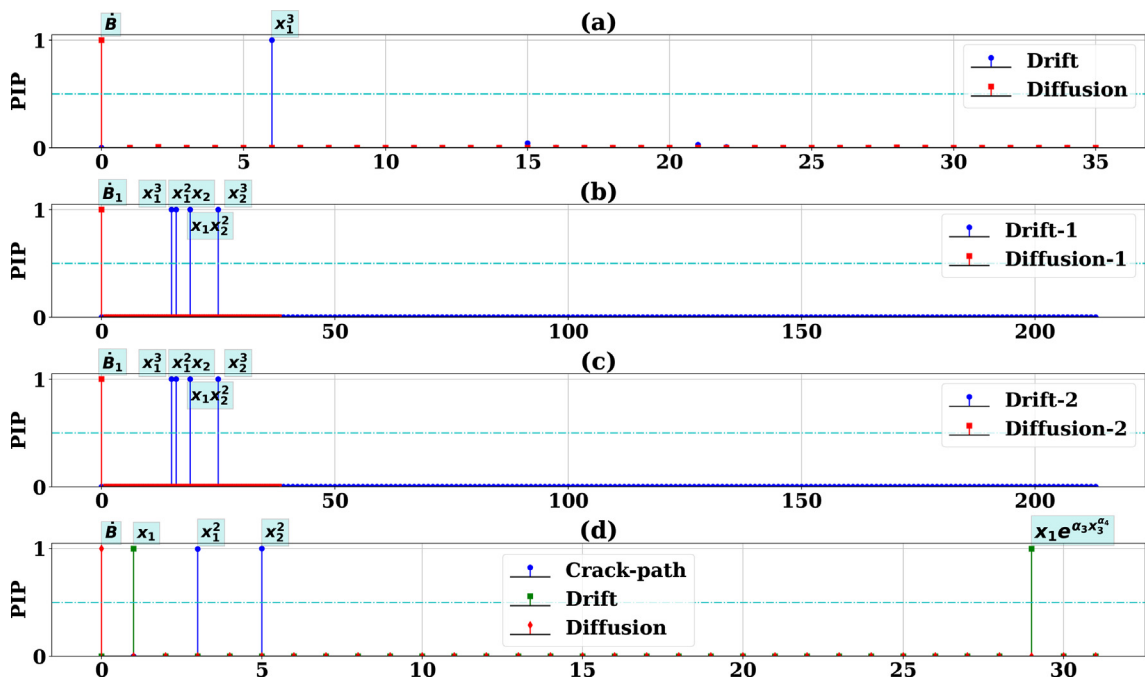 (a)
Ḃ x₁³
1
PIP
0
Drift
Diffusion
0 5 10 15 20 25 30 35
(b)
Ḃ₁ x₁³ x₁²x₂ x₂³
x₁x₂²
1
PIP
0
Drift-1
Diffusion-1
0 50 100 150 200
(c)
Ḃ₁ x₁³ x₁²x₂ x₂³
x₁x₂²
1
PIP
0
Drift-2
Diffusion-2
0 50 100 150 200
(d)
Ḃ x₁ x₁² x₂² x₁e^{α₃x₃^{α₄}}
1
PIP
0
Crack-path
Drift
Diffusion
0 5 10 15 20 25 30